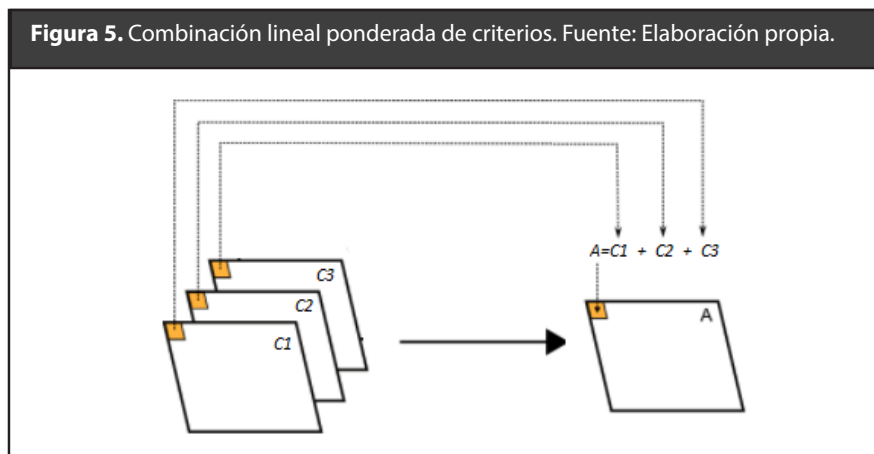 Figura 5. Combinación lineal ponderada de criterios. Fuente: Elaboración propia.
A=C1 + C2 + C3
C3
C2
C1
A